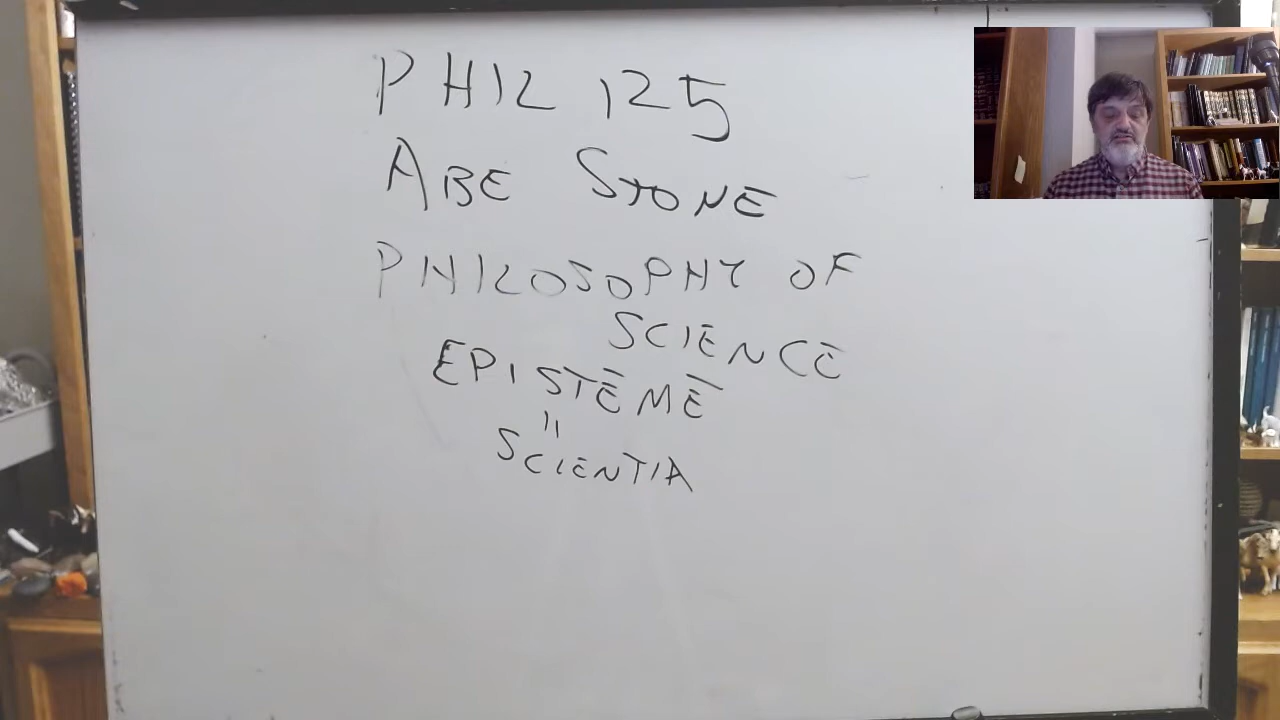 PHIL 125
ABE STONE
PHILOSOPHY OF
SCIENCE
EPISTĒMĒ
=
SCIENTIA